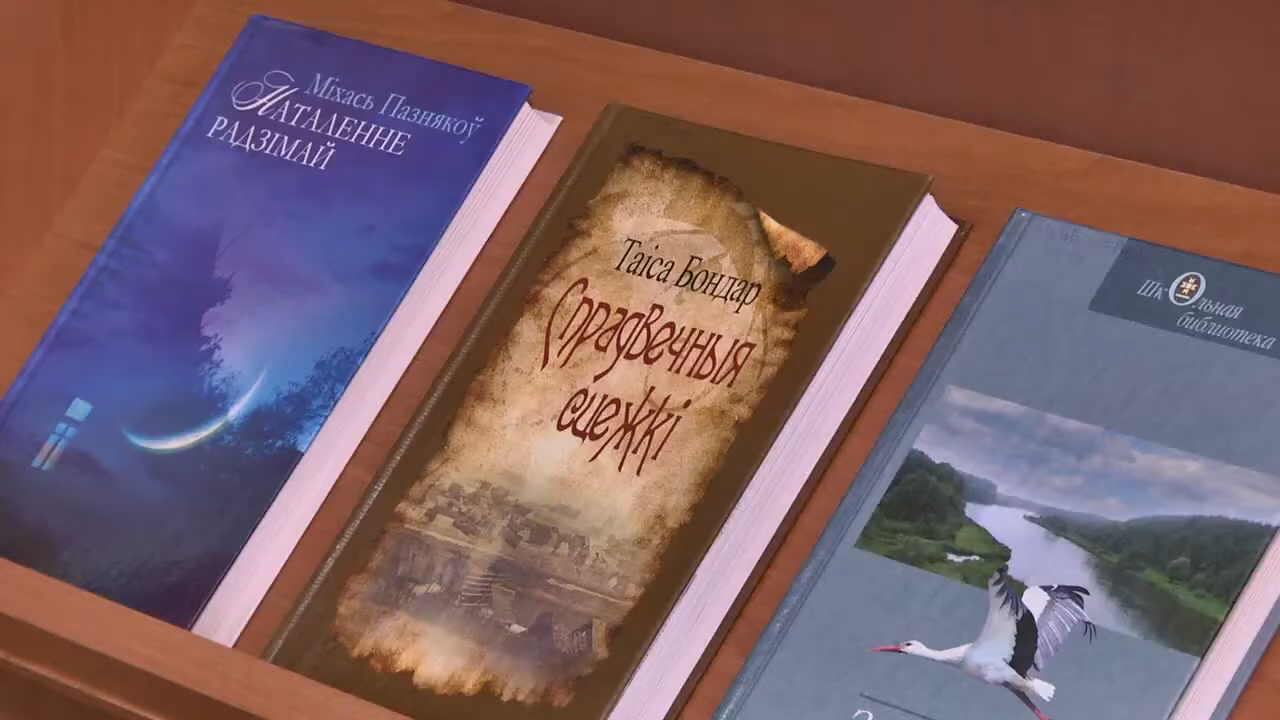 Міхась Пазнякоў
НАТАЛЕННЕ
РАДЗІМАЙ
Таіса Бондар
Спрадвечныя
сцежкі
ШкОльная
библиотека